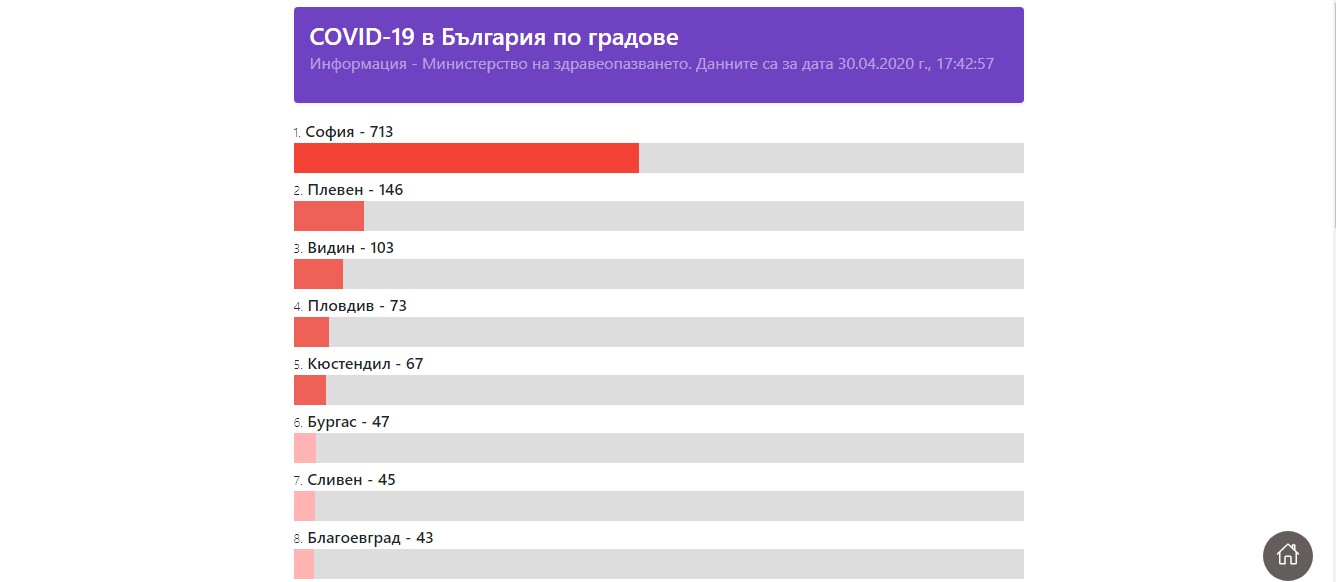 COVID-19 в България по градове
Информация - Министерство на здравеопазването. Данните са за дата 30.04.2020 г., 17:42:57
1. София - 713
2. Плевен - 146
3. Видин - 103
4. Пловдив - 73
5. Кюстендил - 67
6. Бургас - 47
7. Сливен - 45
8. Благоевград - 43